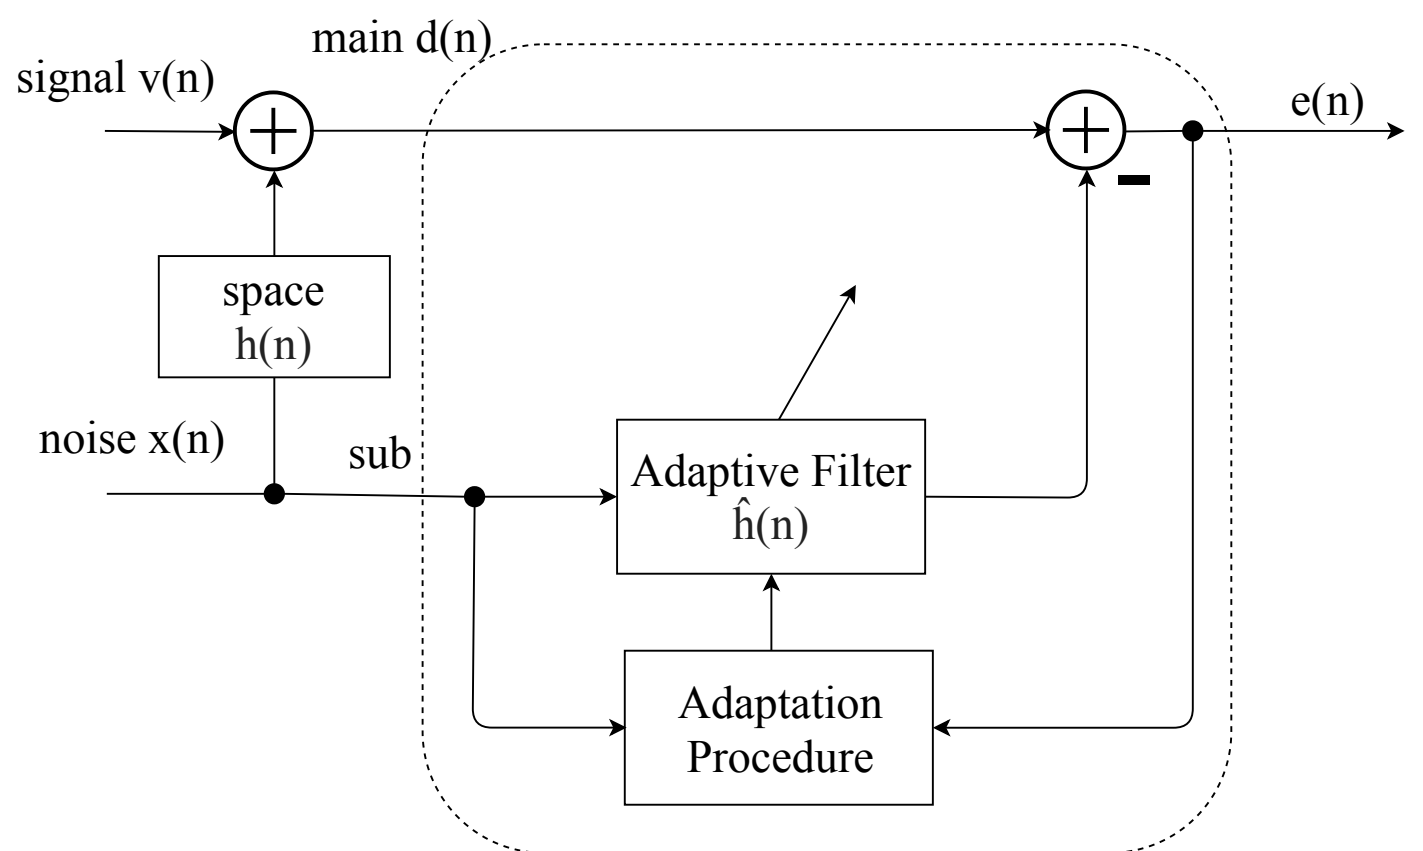 main d(n)
signal v(n)
e(n)
space
h(n)
noise x(n)
sub
Adaptive Filter
ĥ(n)
Adaptation
Procedure